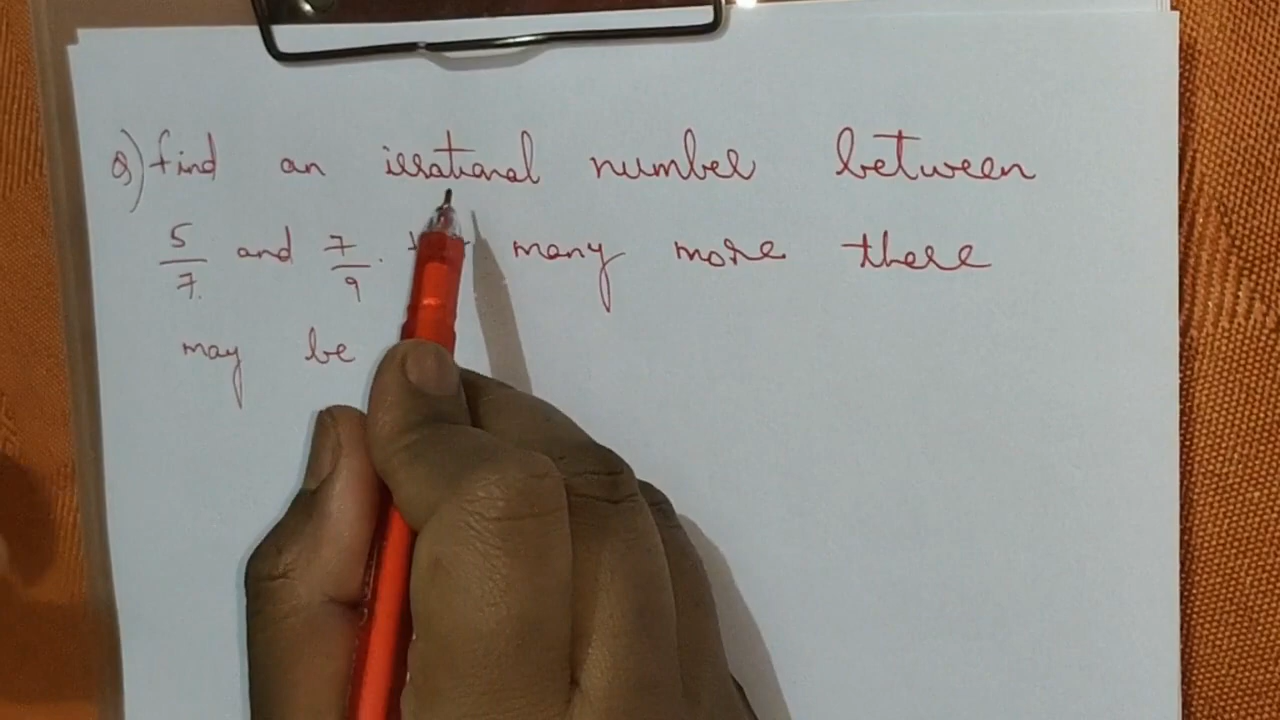 Q) find an irrational number between
5/7 and 7/9. many more there
may be